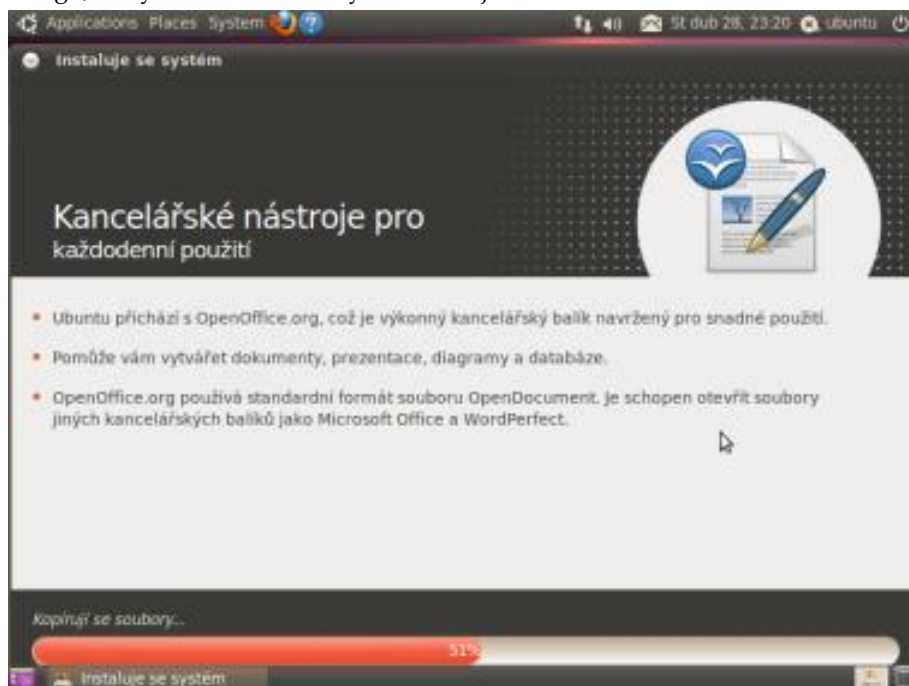 Applications Places System St dub 28, 23:20 ubuntu
Instaluje se systém
Kancelářské nástroje pro
každodenní použití
Ubuntu přichází s OpenOffice.org, což je výkonný kancelářský balík navržený pro snadné použití.
Pomůže vám vytvářet dokumenty, prezentace, diagramy a databáze.
OpenOffice.org používá standardní formát souboru OpenDocument. Je schopen otevřít soubory
jiných kancelářských balíků jako Microsoft Office a WordPerfect.
Kopírují se soubory...
51%
Instaluje se systém